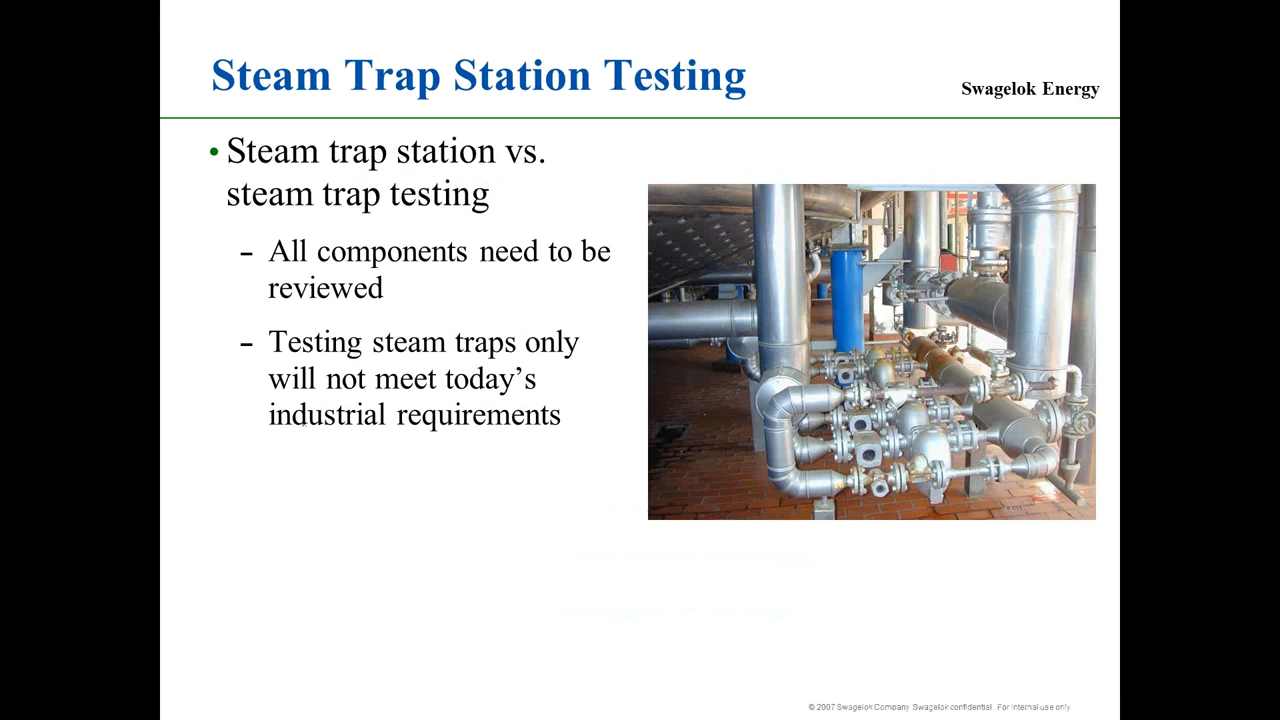 Steam Trap Station Testing
Swagelok Energy
• Steam trap station vs.
steam trap testing
– All components need to be
reviewed
– Testing steam traps only
will not meet today’s
industrial requirements
© 2007 Swagelok Company. Swagelok confidential. For internal use only.